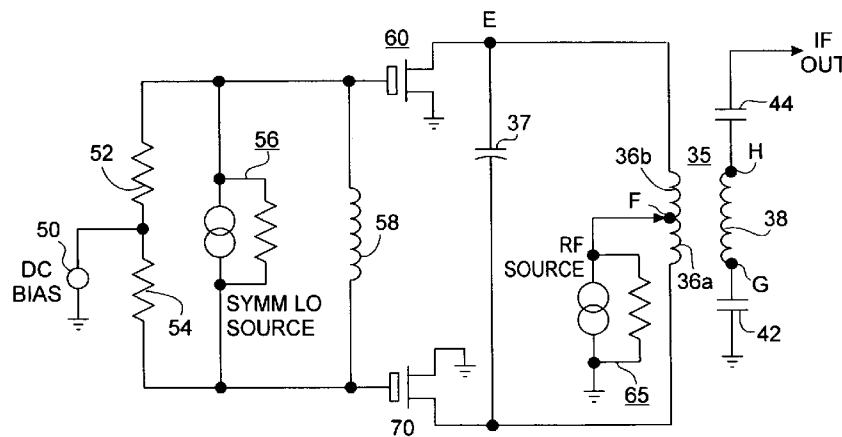 E
60
IF
OUT
44
37
52
56
36b
35
H
F
58
38
50
RF
SOURCE
DC
BIAS
54
SYMM LO
SOURCE
36a
G
42
65
70